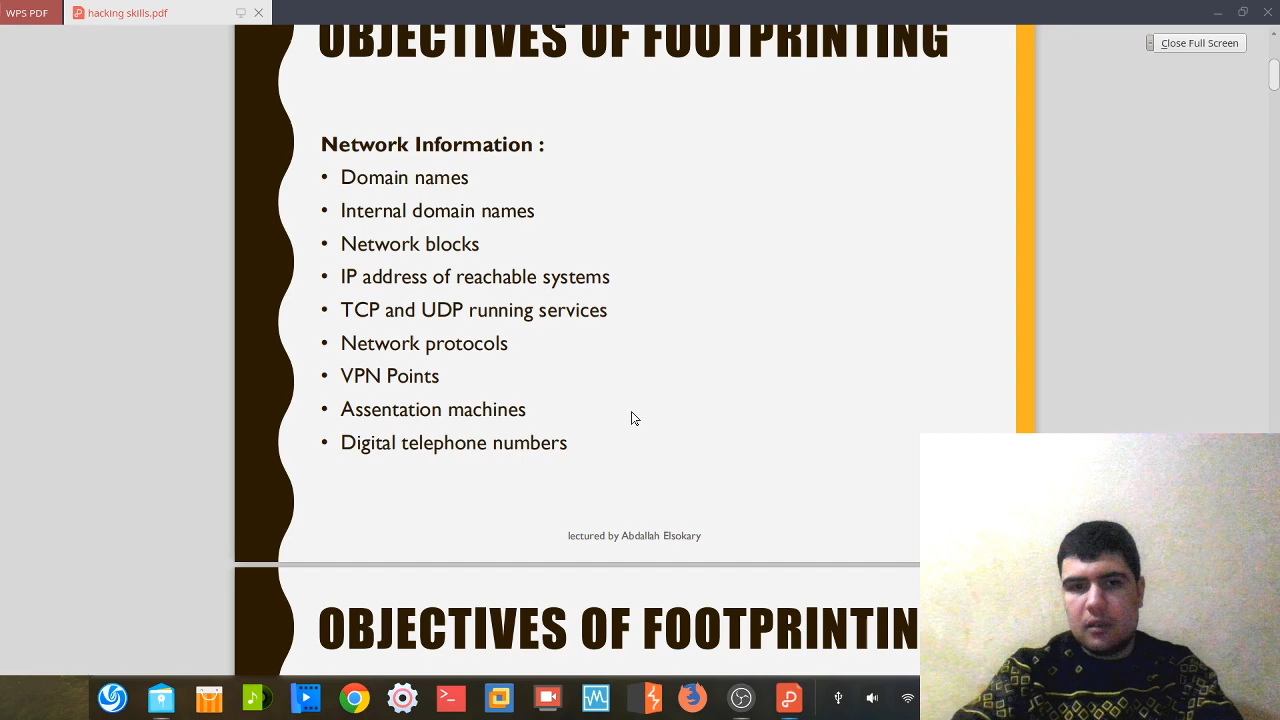 WPS PDF
hacking skills.pdf
Close Full Screen
OBJECTIVES OF FOOTPRINTING
Network Information :
• Domain names
• Internal domain names
• Network blocks
• IP address of reachable systems
• TCP and UDP running services
• Network protocols
• VPN Points
• Assentation machines
• Digital telephone numbers
lectured by Abdallah Elsokary
OBJECTIVES OF FOOTPRINTIN